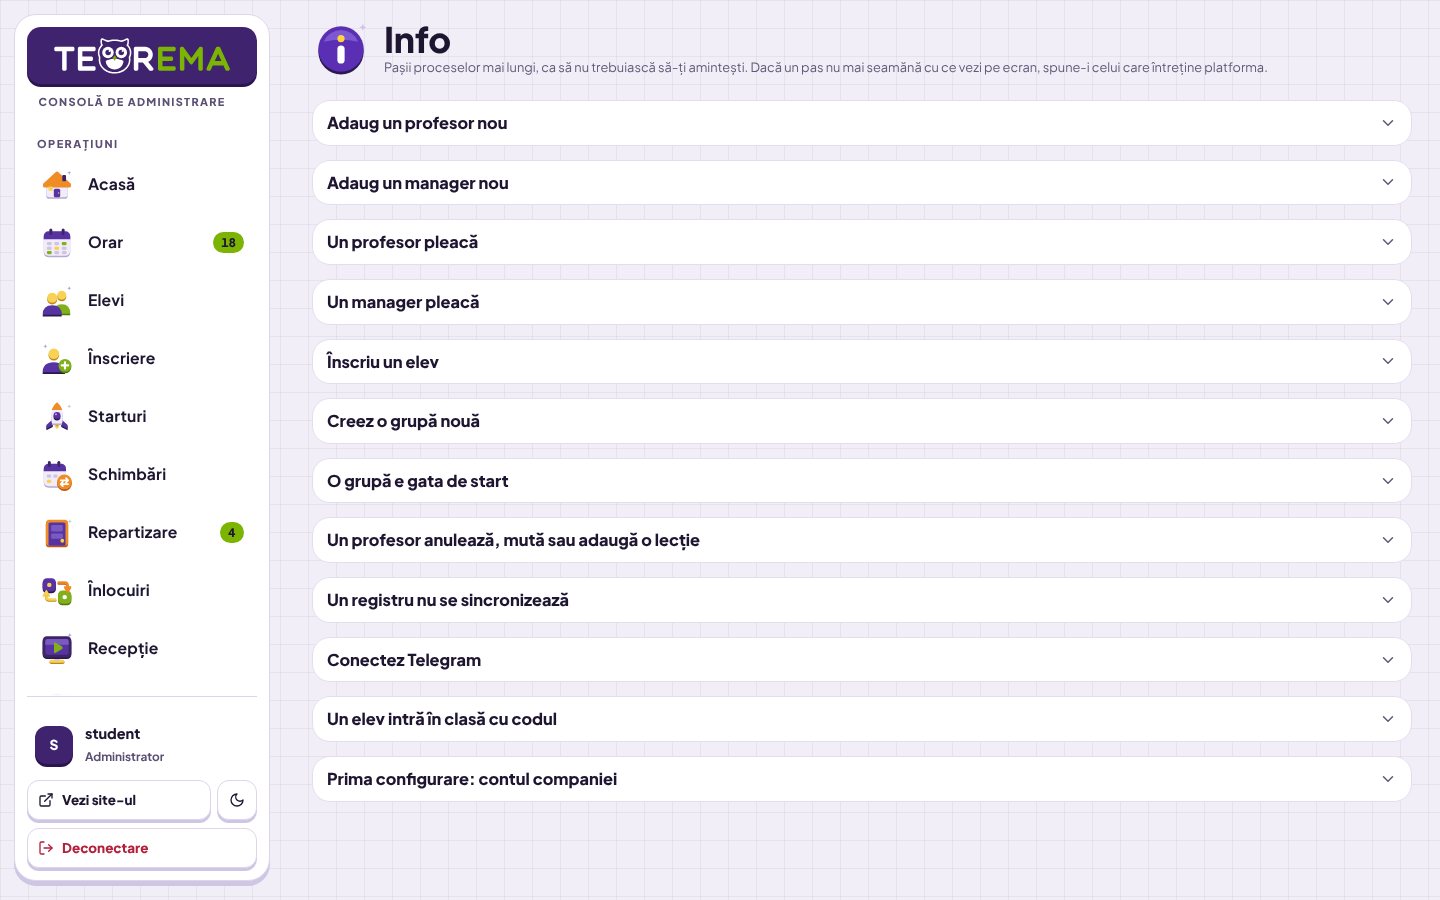 TEOREMA
CONSOLĂ DE ADMINISTRARE
OPERAȚIUNI
Acasă
Orar 18
Elevi
Înscriere
Starturi
Schimbări
Repartizare 4
Înlocuiri
Recepție
S
student
Administrator
Vezi site-ul
Deconectare
Info
Pașii proceselor mai lungi, ca să nu trebuiască să-ți amintești. Dacă un pas nu mai seamănă cu ce vezi pe ecran, spune-i celui care întreține platforma.
Adaug un profesor nou
Adaug un manager nou
Un profesor pleacă
Un manager pleacă
Înscriu un elev
Creez o grupă nouă
O grupă e gata de start
Un profesor anulează, mută sau adaugă o lecție
Un registru nu se sincronizează
Conectez Telegram
Un elev intră în clasă cu codul
Prima configurare: contul companiei